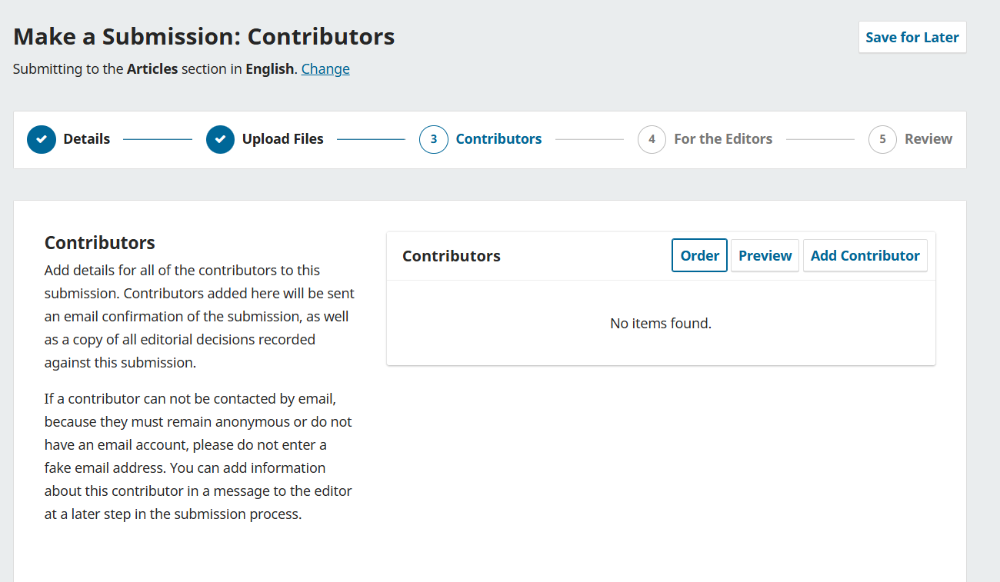 Make a Submission: Contributors
Save for Later
Submitting to the Articles section in English. Change
Details
Upload Files
3 Contributors
4 For the Editors
5 Review
Contributors
Add details for all of the contributors to this
submission. Contributors added here will be sent
an email confirmation of the submission, as well
as a copy of all editorial decisions recorded
against this submission.
If a contributor can not be contacted by email,
because they must remain anonymous or do not
have an email account, please do not enter a
fake email address. You can add information
about this contributor in a message to the editor
at a later step in the submission process.
Contributors
Order
Preview
Add Contributor
No items found.